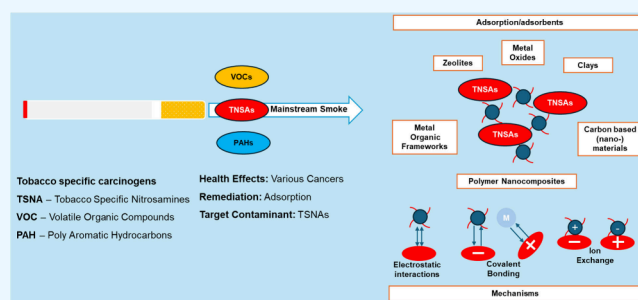 Adsorption/adsorbents
Metal
Oxides
Zeolites
Clays
VOCs
TNSAs
Mainstream Smoke
PAHs
TNSAs
TNSAs
TNSAs
Metal
Organic
Frameworks
Carbon based
(nano-)
materials
Tobacco specific carcinogens
TSNA – Tobacco Specific Nitrosamines
VOC – Volatile Organic Compounds
PAH – Poly Aromatic Hydrocarbons
Health Effects: Various Cancers
Remediation: Adsorption
Target Contaminant: TSNAs
Polymer Nanocomposites
M
+
-
−
+
−
+
Electrostatic
interactions
Covalent
Bonding
Ion
Exchange
Mechanisms